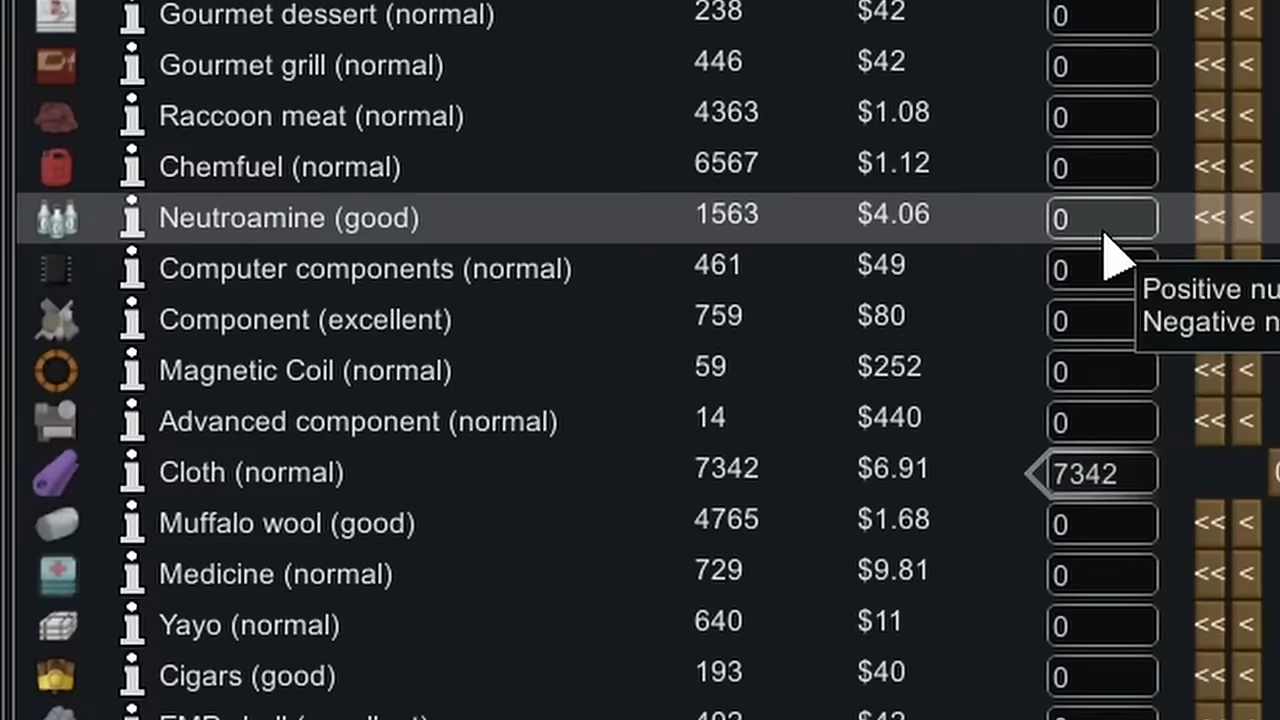 Gourmet dessert (normal) 238 $42 0 << <
Gourmet grill (normal) 446 $42 0 << <
Raccoon meat (normal) 4363 $1.08 0 << <
Chemfuel (normal) 6567 $1.12 0 << <
Neutroamine (good) 1563 $4.06 0 << <
Computer components (normal) 461 $49 0
Positive
Component (excellent) 759 $80 0
Negative
Magnetic Coil (normal) 59 $252 0 << <
Advanced component (normal) 14 $440 0 << <
Cloth (normal) 7342 $6.91 7342
Muffalo wool (good) 4765 $1.68 0 << <
Medicine (normal) 729 $9.81 0 << <
Yayo (normal) 640 $11 0 << <
Cigars (good) 193 $40 0 << <